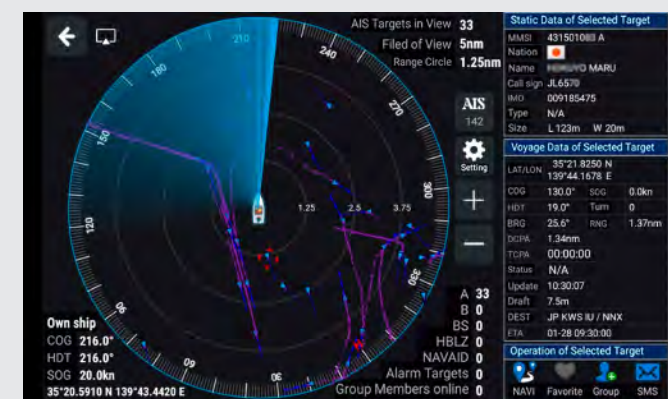 AIS Targets in View 33
Filed of View 5nm
Range Circle 1.25nm
210
240
180
270
150
300
120
330
90
60
30
1.25 2.5 3.75
AIS
142
Setting
+
−
Own ship
COG 216.0°
HDT 216.0°
SOG 20.0kn
35°20.5910 N 139°43.4420 E
A 33
B 0
BS 0
HBLZ 0
NAVAID 0
Alarm Targets 0
Group Members online 0
Static Data of Selected Target
MMSI 431501083 A
Nation
Name MARU
Call sign JL6570
IMO 009185475
Type N/A
Size L 123m W 20m
Voyage Data of Selected Target
LAT/LON 35°21.8250 N
139°44.1678 E
COG 130.0° SOG 0.0kn
HDT 19.0° Turn 0
BRG 25.6° RNG 1.37nm
DCPA 1.34nm
TCPA 00:00:00
Status N/A
Update 10:30:07
Draft 7.5m
DEST JP KWS IU / NNX
ETA 01-28 09:30:00
Operation of Selected Target
NAVI Favorite Group SMS